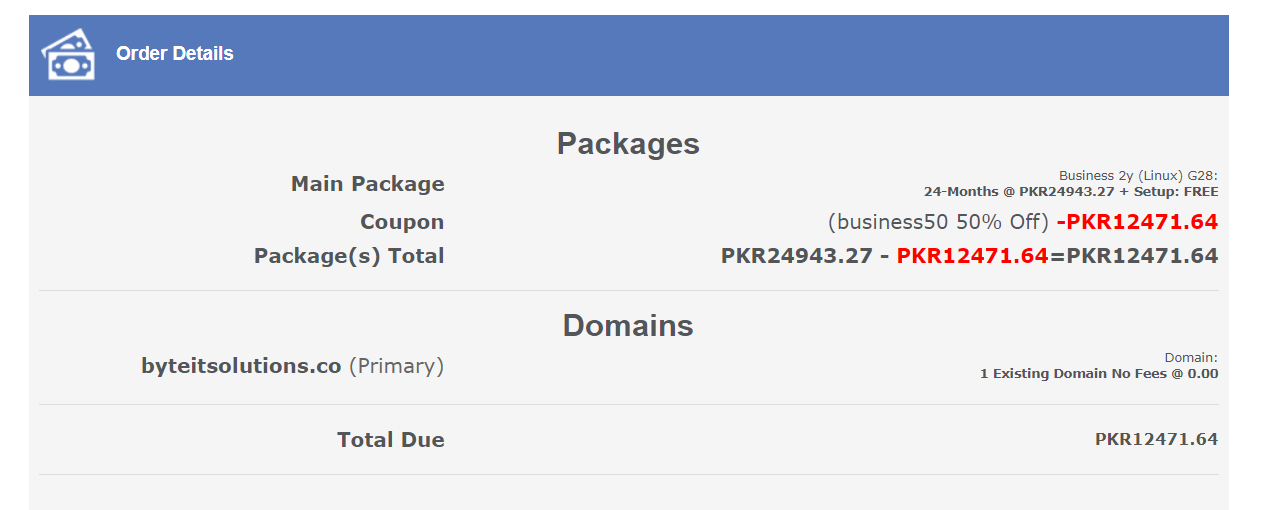 Order Details
Packages
Main Package
Business 2y (Linux) G28:
24-Months @ PKR24943.27 + Setup: FREE
Coupon (business50 50% Off) -PKR12471.64
Package(s) Total PKR24943.27 - PKR12471.64=PKR12471.64
Domains
byteitsolutions.co (Primary)
Domain:
1 Existing Domain No Fees @ 0.00
Total Due PKR12471.64